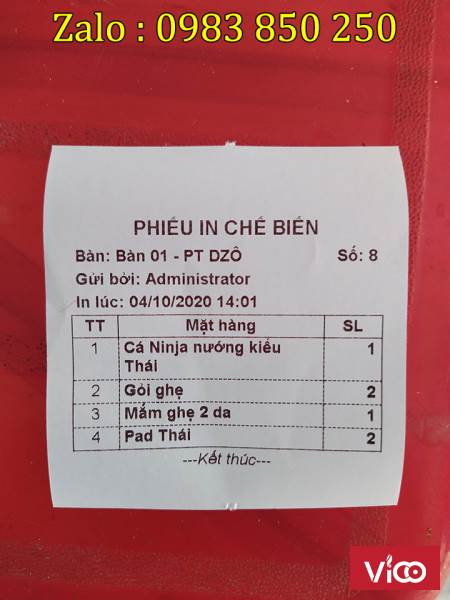 Zalo : 0983 850 250
PHIẾU IN CHẾ BIẾN
Bàn: Bàn 01 - PT DZÔ Số: 8
Gửi bởi: Administrator
In lúc: 04/10/2020 14:01
TT Mặt hàng SL
1 Cá Ninja nướng kiểu 1
Thái
2 Gỏi ghẹ 2
3 Mắm ghẹ 2 da 1
4 Pad Thái 2
---Kết thúc---
Vioo